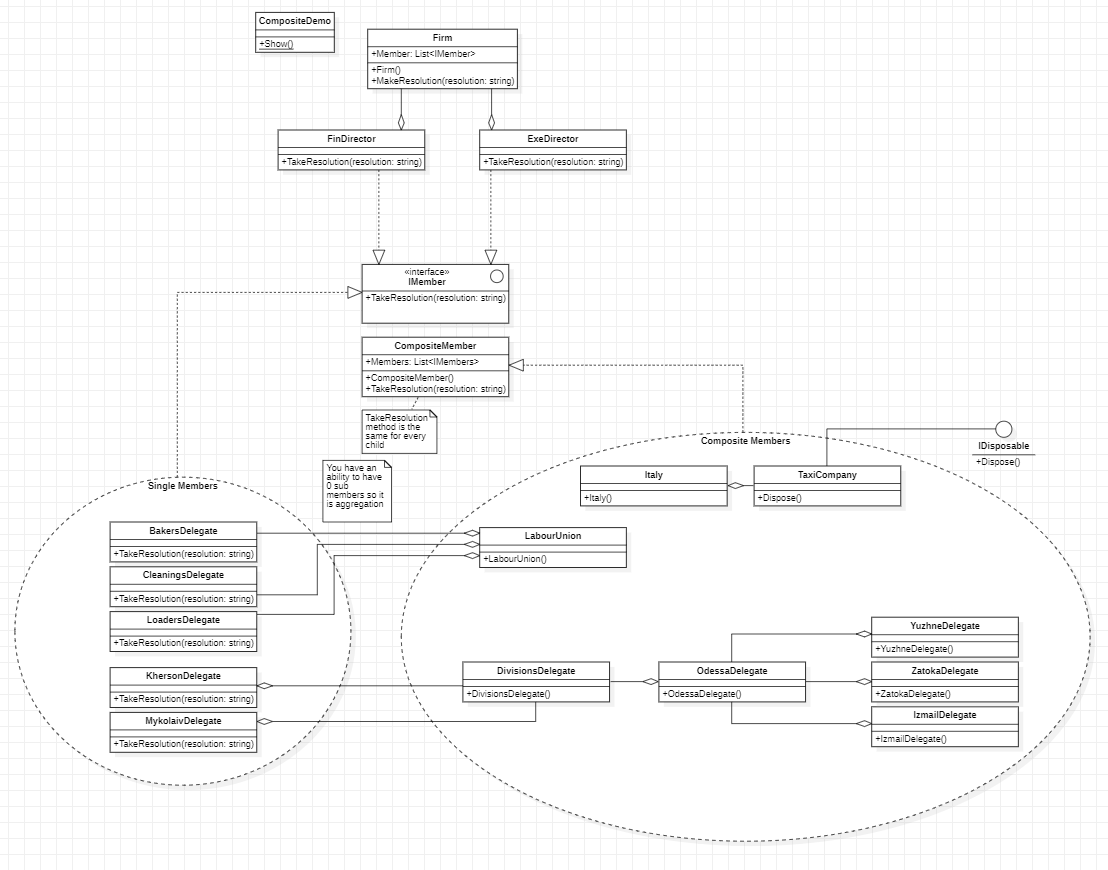 CompositeDemo
+Show()
Firm
+Member: List<IMember>
+Firm()
+MakeResolution(resolution: string)
FinDirector
+TakeResolution(resolution: string)
ExeDirector
+TakeResolution(resolution: string)
«interface»
IMember
+TakeResolution(resolution: string)
CompositeMember
+Members: List<IMembers>
+CompositeMember()
+TakeResolution(resolution: string)
TakeResolution
method is the
same for every
child
You have an
ability to have
0 sub
members so it
is aggregation
Single Members
BakersDelegate
+TakeResolution(resolution: string)
CleaningsDelegate
+TakeResolution(resolution: string)
LoadersDelegate
+TakeResolution(resolution: string)
KhersonDelegate
+TakeResolution(resolution: string)
MykolaivDelegate
+TakeResolution(resolution: string)
Composite Members
IDisposable
+Dispose()
Italy
+Italy()
TaxiCompany
+Dispose()
LabourUnion
+LabourUnion()
DivisionsDelegate
+DivisionsDelegate()
OdessaDelegate
+OdessaDelegate()
YuzhneDelegate
+YuzhneDelegate()
ZatokaDelegate
+ZatokaDelegate()
IzmailDelegate
+IzmailDelegate()